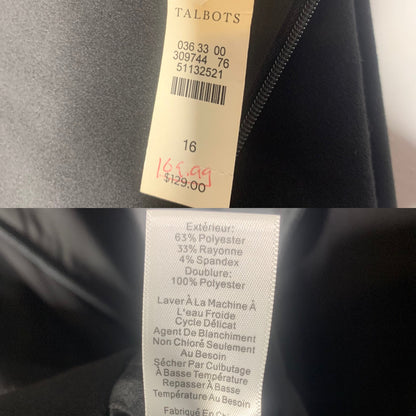 TALBOTS
036 33 00
309744 76
51132521
16
$129.00
Extérieur:
63% Polyester
33% Rayonne
4% Spandex
Doublure:
100% Polyester
Laver À La Machine À
L'eau Froide
Cycle Délicat
Agent De Blanchiment
Non Chloré Seulement
Au Besoin
Sécher Par Culbutage
À Basse Température
Repasser À Basse
Température Au Besoin
Fabriqué En